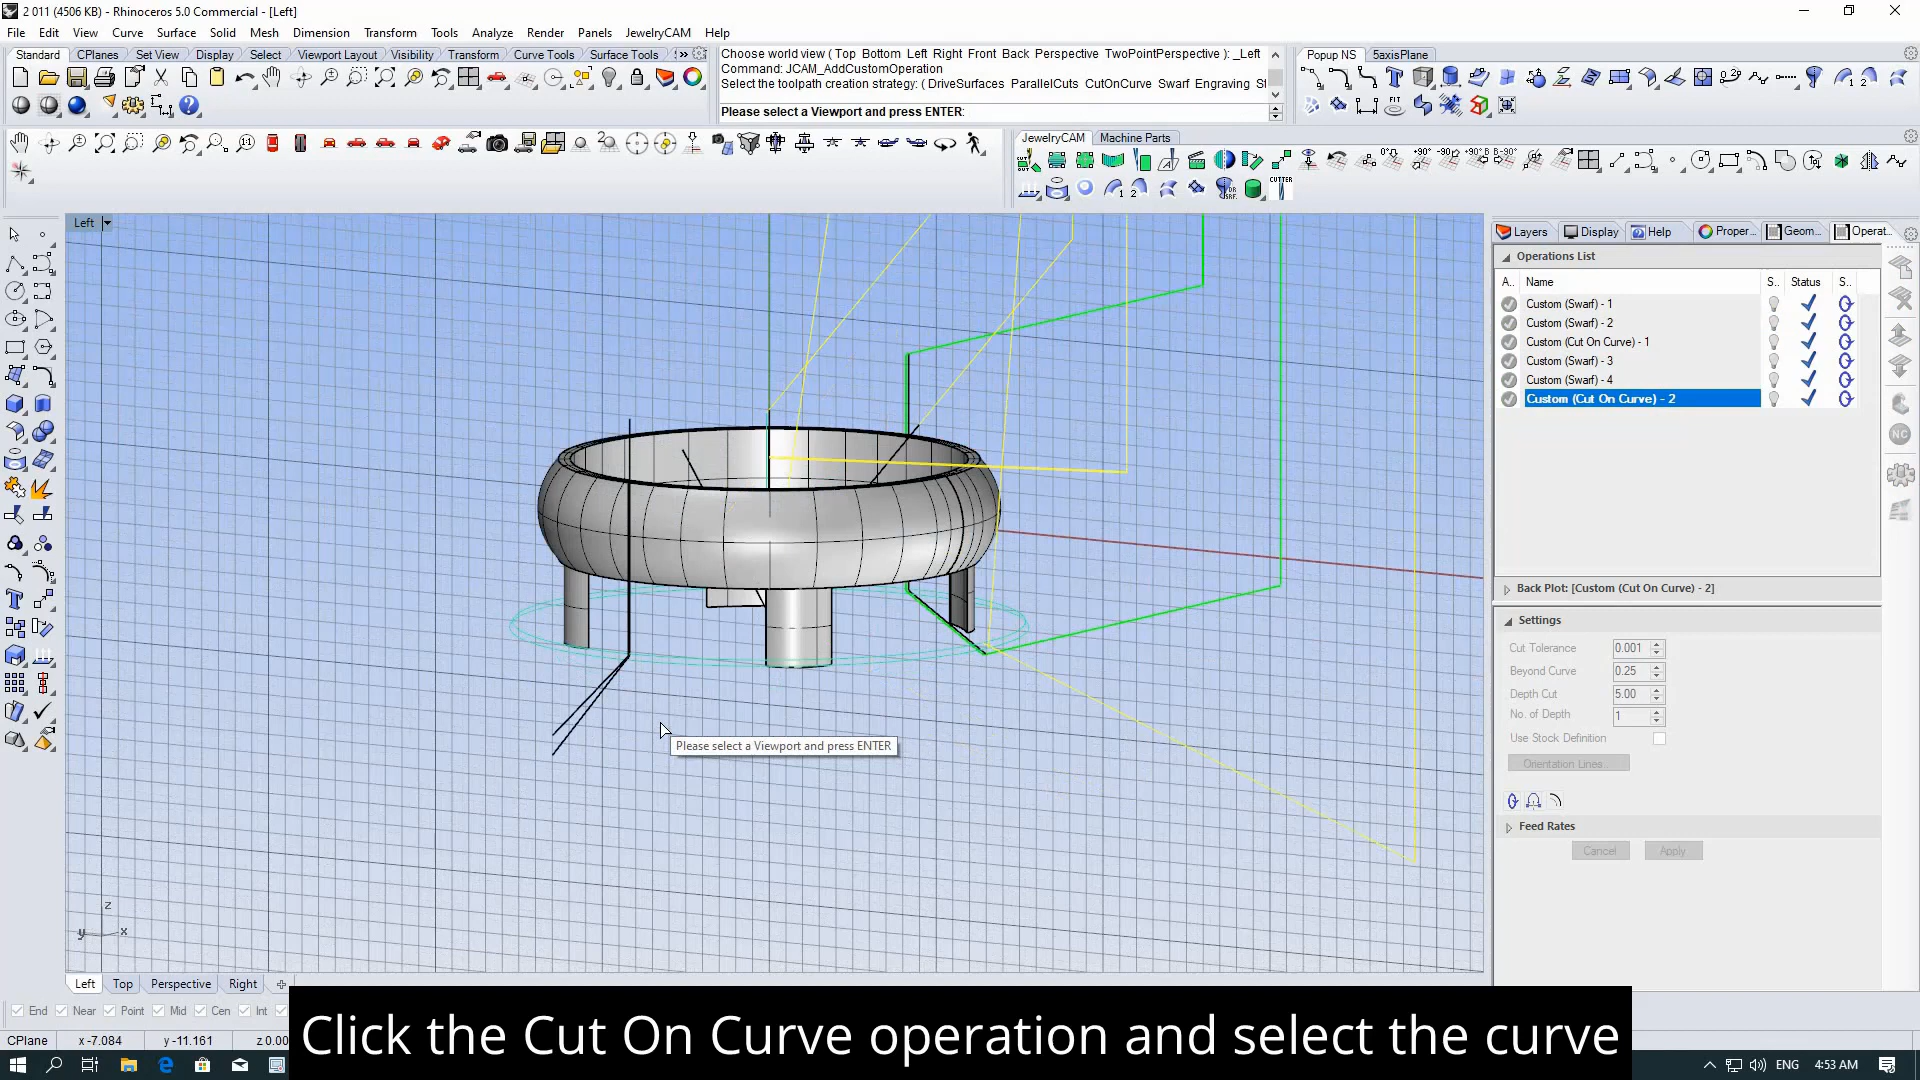 2 011 (4506 KB) - Rhinoceros 5.0 Commercial - [Left]
File Edit View Curve Surface Solid Mesh Dimension Transform Tools Analyze Render Panels JewelryCAM Help
Standard CPlanes Set View Display Select Viewport Layout Visibility Transform Curve Tools Surface Tools »
Choose world view ( Top Bottom Left Right Front Back Perspective TwoPointPerspective ): _Left
Command: JCAM_AddCustomOperation
Select the toolpath creation strategy: ( DriveSurfaces ParallelCuts CutOnCurve Swarf Engraving St
Please select a Viewport and press ENTER:
Popup NS 5axisPlane
JewelryCAM Machine Parts
Left
Layers Display Help Proper... Geom... Operat...
Operations List
A.. Name S.. Status S..
Custom (Swarf) - 1
Custom (Swarf) - 2
Custom (Cut On Curve) - 1
Custom (Swarf) - 3
Custom (Swarf) - 4
Custom (Cut On Curve) - 2
Back Plot: [Custom (Cut On Curve) - 2]
Settings
Cut Tolerance 0.001
Beyond Curve 0.25
Depth Cut 5.00
No. of Depth 1
Use Stock Definition
Orientation Lines...
Feed Rates
Cancel Apply
NC
CUTTER
Please select a Viewport and press ENTER
z
y x
Left Top Perspective Right
End Near Point Mid Cen Int
CPlane x -7.084 y -11.161 z 0.00
Click the Cut On Curve operation and select the curve
ENG 4:53 AM